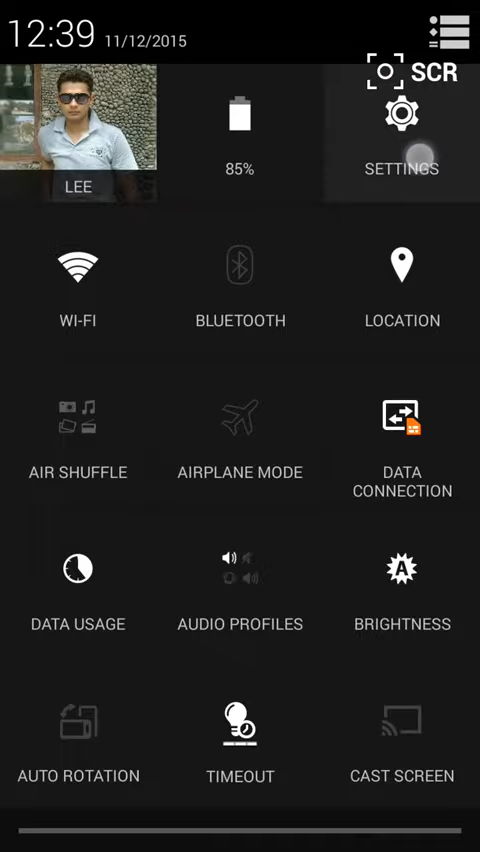 12:39 11/12/2015
SCR
LEE
85%
SETTINGS
WI-FI
BLUETOOTH
LOCATION
AIR SHUFFLE
AIRPLANE MODE
DATA
CONNECTION
DATA USAGE
AUDIO PROFILES
A
BRIGHTNESS
AUTO ROTATION
TIMEOUT
CAST SCREEN